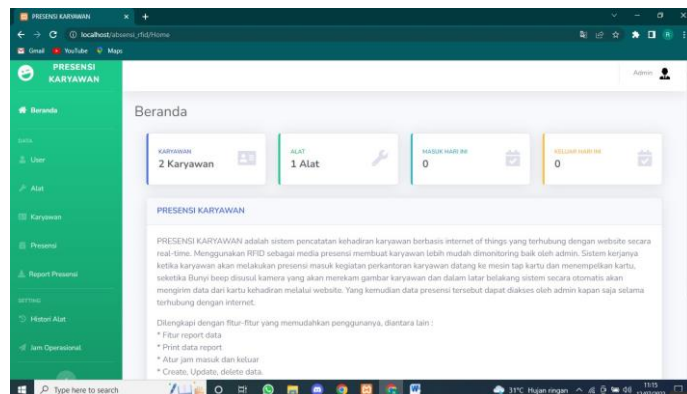 PRESENSI KARYAWAN
localhost/absensi_rfid/Home
Gmail YouTube Maps
PRESENSI
KARYAWAN
Admin
Beranda
Beranda
DATA
User
Alat
Karyawan
Presensi
Report Presensi
SETTING
Histori Alat
Jam Operasional
KARYAWAN
2 Karyawan
ALAT
1 Alat
MASUK HARI INI
0
KELUAR HARI INI
0
PRESENSI KARYAWAN
PRESENSI KARYAWAN adalah sistem pencatatan kehadiran karyawan berbasis internet of things yang terhubung dengan website secara
real-time. Menggunakan RFID sebagai media presensi membuat karyawan lebih mudah dimonitoring baik oleh admin. Sistem kerjanya
ketika karyawan akan melakukan presensi masuk kegiatan perkantoran karyawan datang ke mesin tap kartu dan menempelkan kartu,
seketika Bunyi beep disusul kamera yang akan merekam gambar karyawan dan dalam latar belakang sistem secara otomatis akan
mengirim data dari kartu kehadiran melalui website. Yang kemudian data presensi tersebut dapat diakses oleh admin kapan saja selama
terhubung dengan internet.
Dilengkapi dengan fitur-fitur yang memudahkan penggunanya, diantara lain :
* Fitur report data
* Print data report
* Atur jam masuk dan keluar
* Create, Update, delete data.
Type here to search
31°C Hujan ringan
11:15